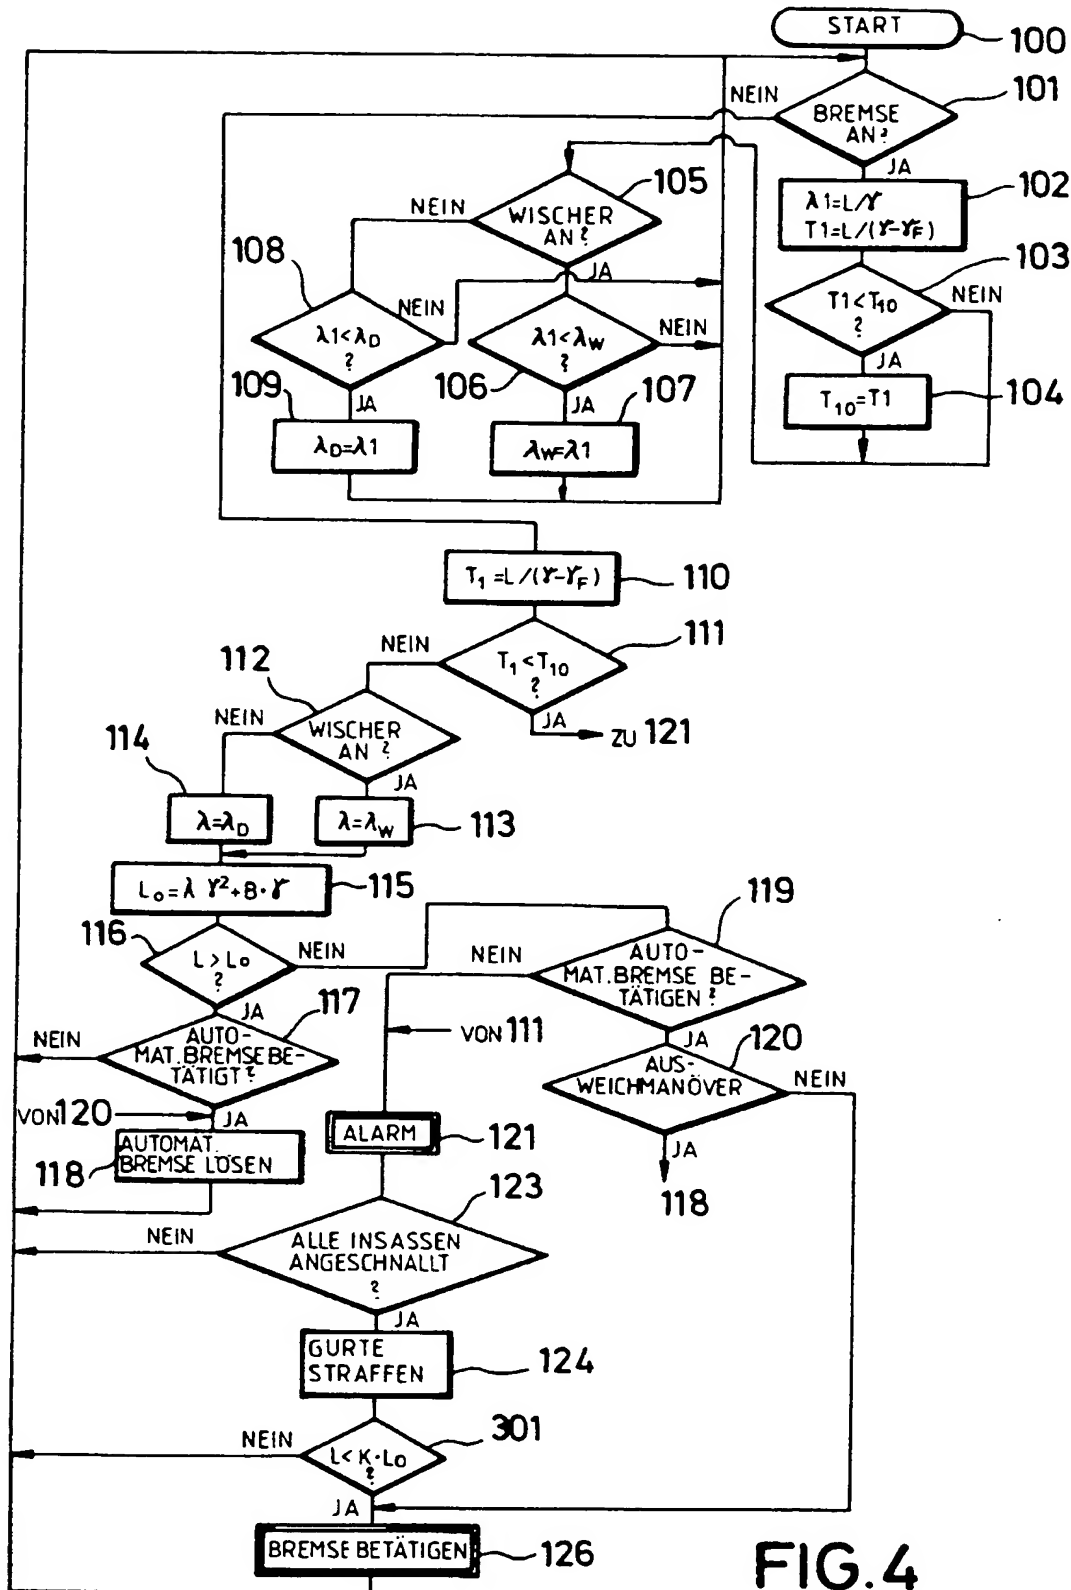 START
100
NEIN
BREMSE
AN?
101
JA
λ1=L/γ
T1=L/(γ-γF)
102
T1<T10
?
103
NEIN
JA
T10=T1
104
WISCHER
AN?
105
NEIN
JA
108
λ1<λD
?
NEIN
λ1<λW
?
NEIN
106
109
JA
JA
107
λD=λ1
λW=λ1
T1=L/(γ-γF)
110
T1<T10
?
111
NEIN
JA
ZU 121
112
WISCHER
AN?
NEIN
JA
114
λ=λD
λ=λW
113
L0=λ γ²+B·γ
115
116
L>L0
?
NEIN
JA
119
AUTO-
MAT.BREMSE BE-
TÄTIGEN?
NEIN
JA
117
AUTO-
MAT.BREMSE BE-
TÄTIGT?
NEIN
JA
VON 111
120
AUS-
WEICHMANÖVER
NEIN
JA
118
VON 120
AUTOMAT.
BREMSE LÖSEN
118
ALARM
121
123
ALLE INSASSEN
ANGESCHNALLT
?
NEIN
JA
GURTE
STRAFFEN
124
301
L<K·L0
?
NEIN
JA
BREMSE BETÄTIGEN
126
FIG.4